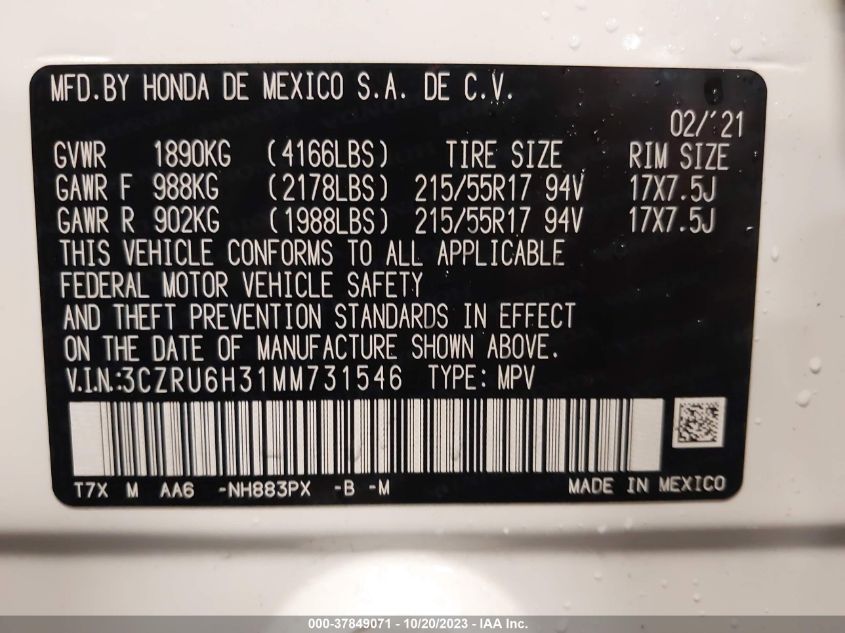 MFD.BY HONDA DE MEXICO S.A. DE C.V.
02/'21
GVWR 1890KG (4166LBS) TIRE SIZE RIM SIZE
GAWR F 988KG (2178LBS) 215/55R17 94V 17X7.5J
GAWR R 902KG (1988LBS) 215/55R17 94V 17X7.5J
THIS VEHICLE CONFORMS TO ALL APPLICABLE
FEDERAL MOTOR VEHICLE SAFETY
AND THEFT PREVENTION STANDARDS IN EFFECT
ON THE DATE OF MANUFACTURE SHOWN ABOVE.
V.I.N.:3CZRU6H31MM731546 TYPE: MPV
T7X M AA6 -NH883PX -B -M MADE IN MEXICO
000-37849071 - 10/20/2023 - IAA Inc.